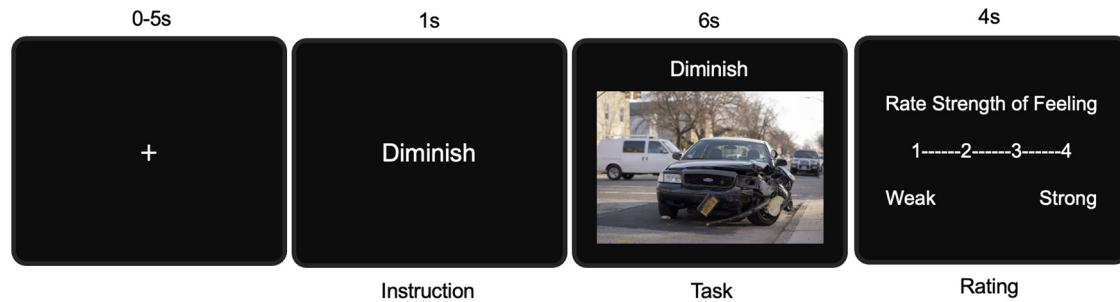 0-5s
1s
6s
4s
+
Diminish
Diminish
Rate Strength of Feeling
1------2------3------4
Weak Strong
Instruction
Task
Rating